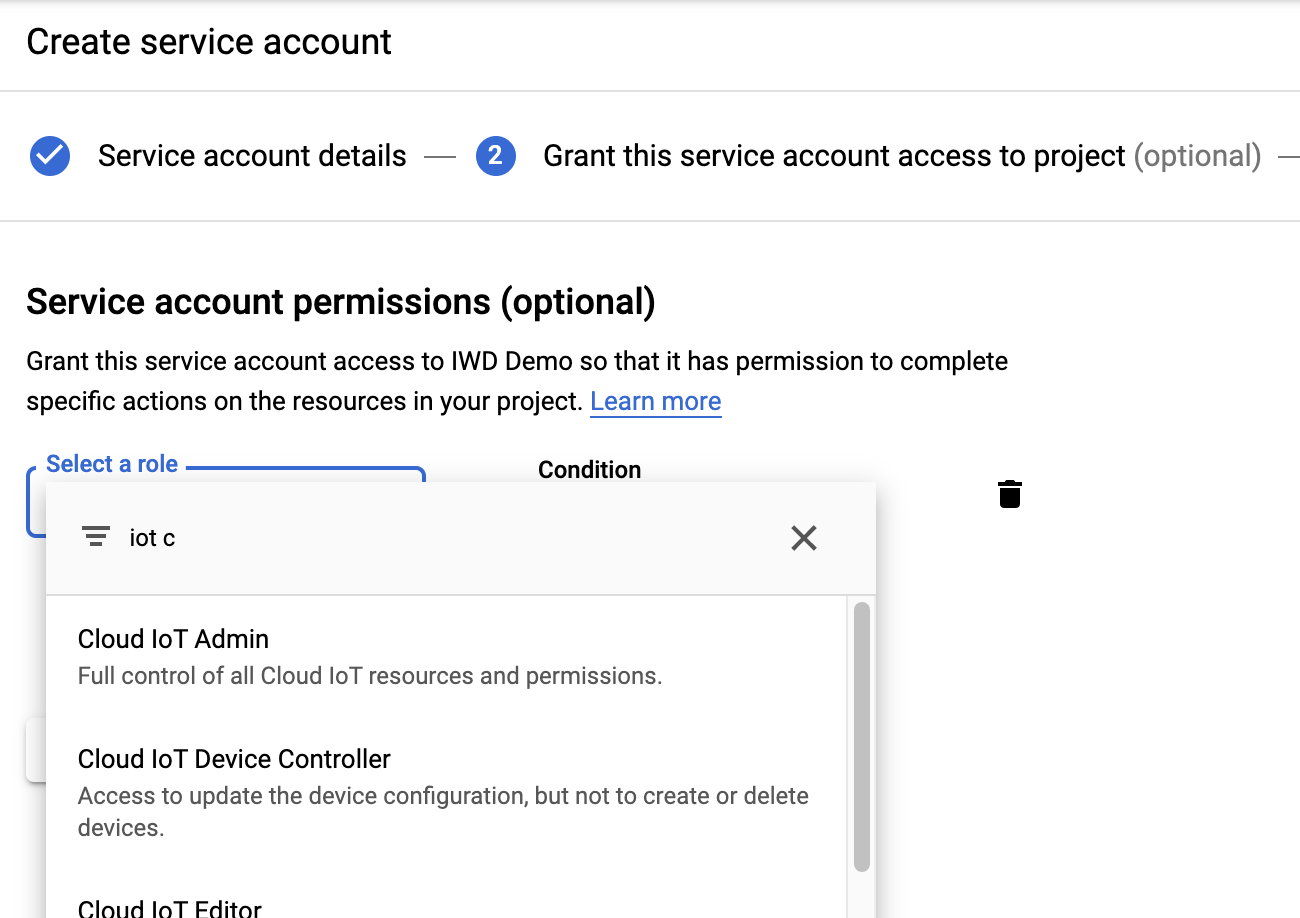 Create service account
Service account details
2
Grant this service account access to project (optional)
Service account permissions (optional)
Grant this service account access to IWD Demo so that it has permission to complete
specific actions on the resources in your project. Learn more
Select a role
Condition
iot c
Cloud IoT Admin
Full control of all Cloud IoT resources and permissions.
Cloud IoT Device Controller
Access to update the device configuration, but not to create or delete
devices.
Cloud IoT Editor